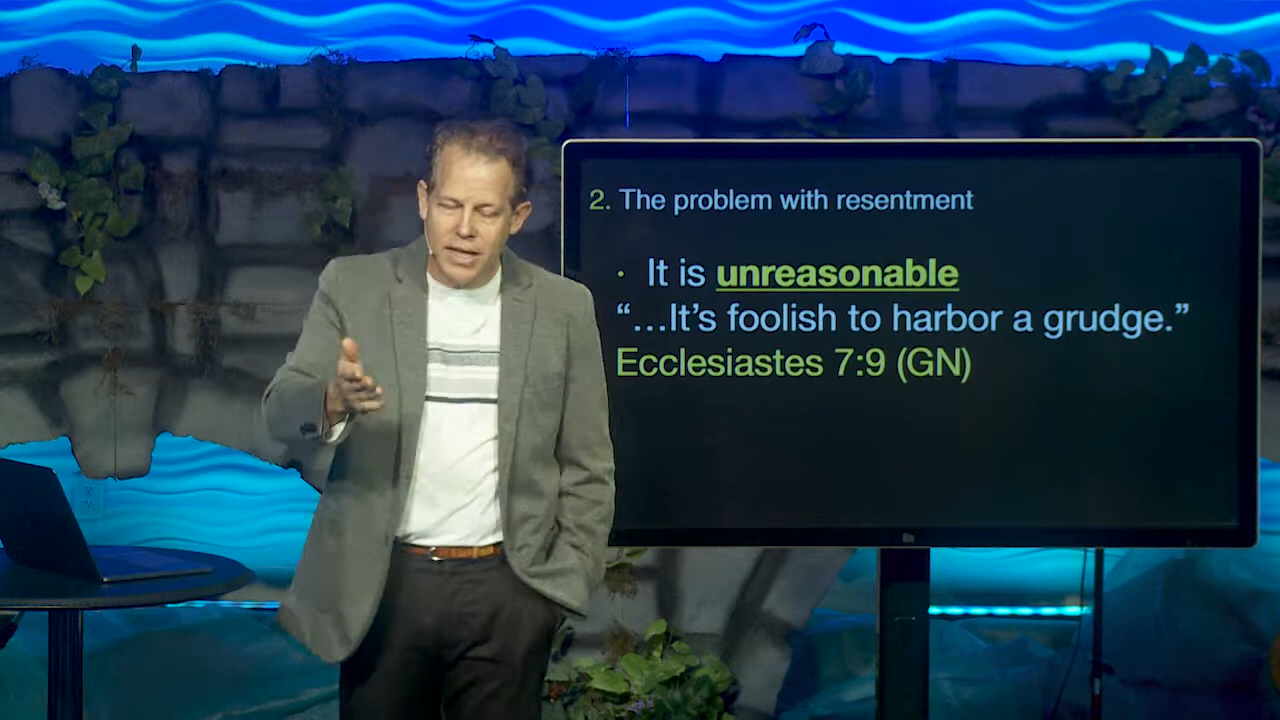 2. The problem with resentment
· It is unreasonable
“…It’s foolish to harbor a grudge.”
Ecclesiastes 7:9 (GN)